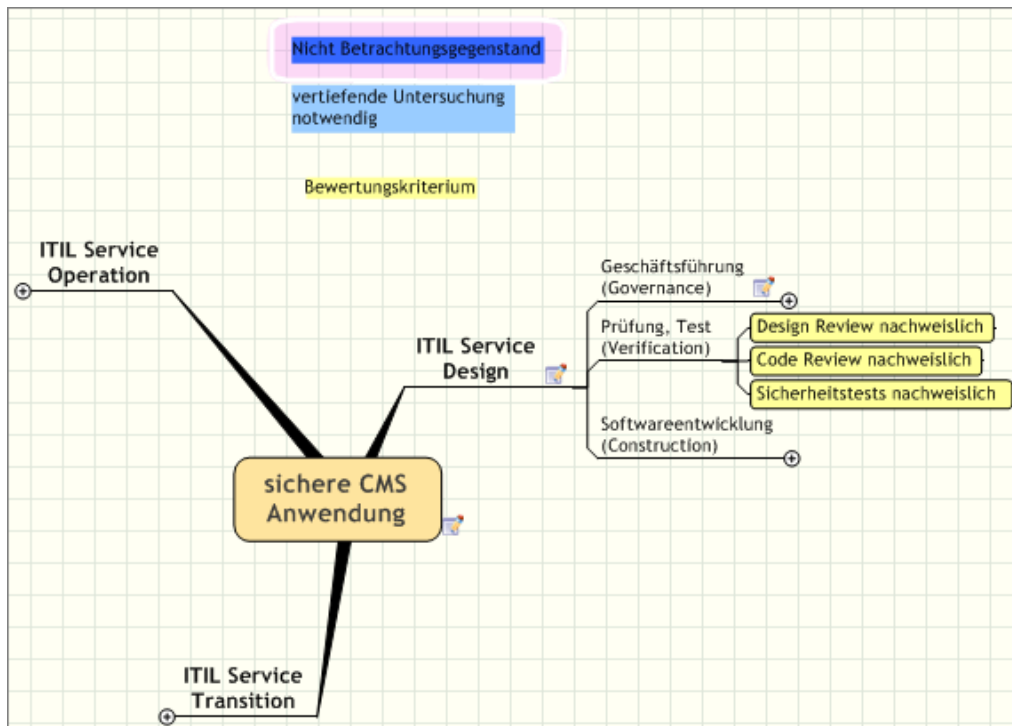 Nicht Betrachtungsgegenstand
vertiefende Untersuchung
notwendig
Bewertungskriterium
ITIL Service
Operation
ITIL Service
Design
Geschäftsführung
(Governance)
Prüfung, Test
(Verification)
Design Review nachweislich
Code Review nachweislich
Sicherheitstests nachweislich
Softwareentwicklung
(Construction)
sichere CMS
Anwendung
ITIL Service
Transition